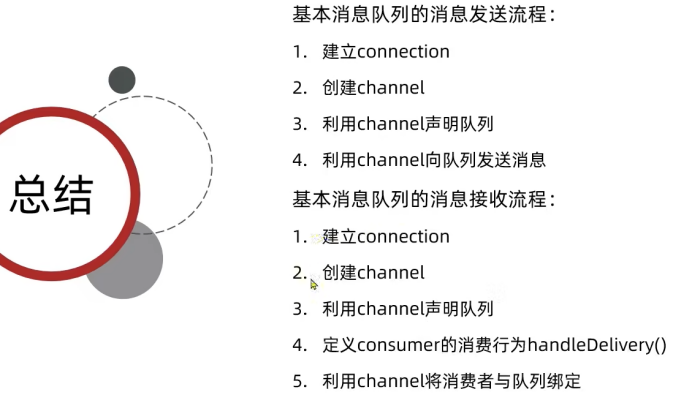 总结
基本消息队列的消息发送流程：
1. 建立connection
2. 创建channel
3. 利用channel声明队列
4. 利用channel向队列发送消息
基本消息队列的消息接收流程：
1. 建立connection
2. 创建channel
3. 利用channel声明队列
4. 定义consumer的消费行为handleDelivery()
5. 利用channel将消费者与队列绑定